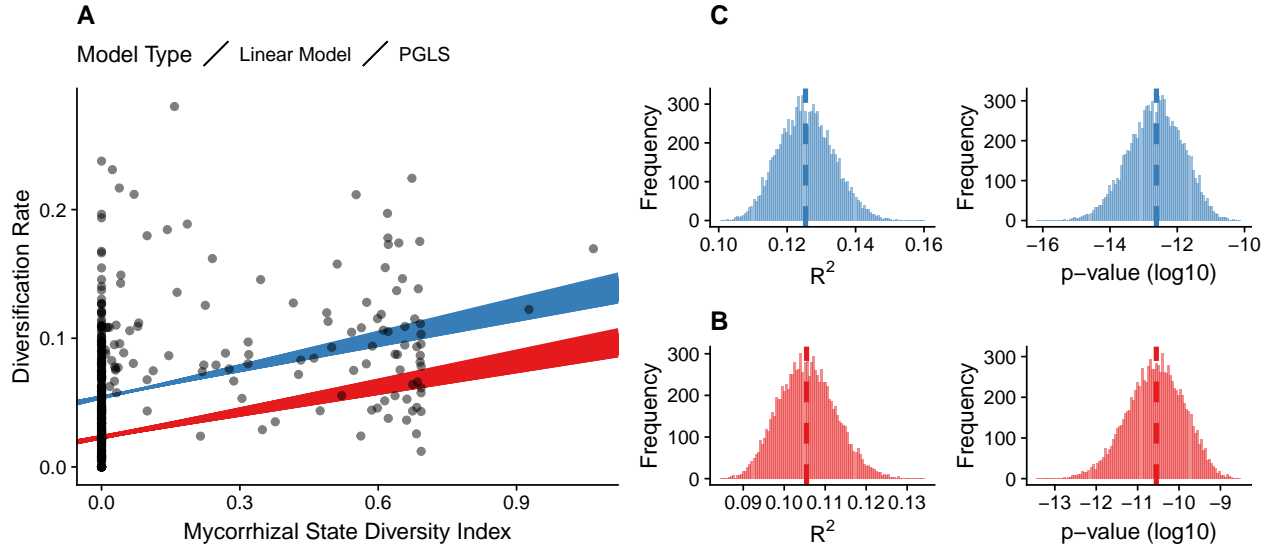 A
Model Type Linear Model PGLS
Diversification Rate
0.2
0.1
0.0
0.0 0.3 0.6 0.9
Mycorrhizal State Diversity Index
C
Frequency
300
200
100
0
0.10 0.12 0.14 0.16
R²
Frequency
300
200
100
0
−16 −14 −12 −10
p−value (log10)
B
Frequency
300
200
100
0
0.09 0.10 0.11 0.12 0.13
R²
Frequency
300
200
100
0
−13 −12 −11 −10 −9
p−value (log10)